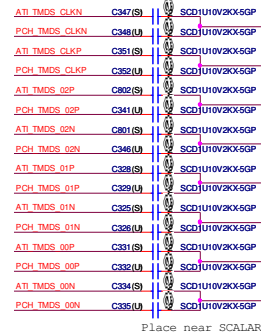 ATI_TMDS_CLKN C347(S) SCD1U10V2KX-5GP
PCH_TMDS_CLKN C348(U) SCD1U10V2KX-5GP
ATI_TMDS_CLKP C351(S) SCD1U10V2KX-5GP
PCH_TMDS_CLKP C352(U) SCD1U10V2KX-5GP
ATI_TMDS_02P C802(S) SCD1U10V2KX-5GP
PCH_TMDS_02P C341(U) SCD1U10V2KX-5GP
ATI_TMDS_02N C801(S) SCD1U10V2KX-5GP
PCH_TMDS_02N C346(U) SCD1U10V2KX-5GP
ATI_TMDS_01P C328(S) SCD1U10V2KX-5GP
PCH_TMDS_01P C329(U) SCD1U10V2KX-5GP
ATI_TMDS_01N C325(S) SCD1U10V2KX-5GP
PCH_TMDS_01N C326(U) SCD1U10V2KX-5GP
ATI_TMDS_00P C331(S) SCD1U10V2KX-5GP
PCH_TMDS_00P C332(U) SCD1U10V2KX-5GP
ATI_TMDS_00N C334(S) SCD1U10V2KX-5GP
PCH_TMDS_00N C335(U) SCD1U10V2KX-5GP
Place near SCALAR